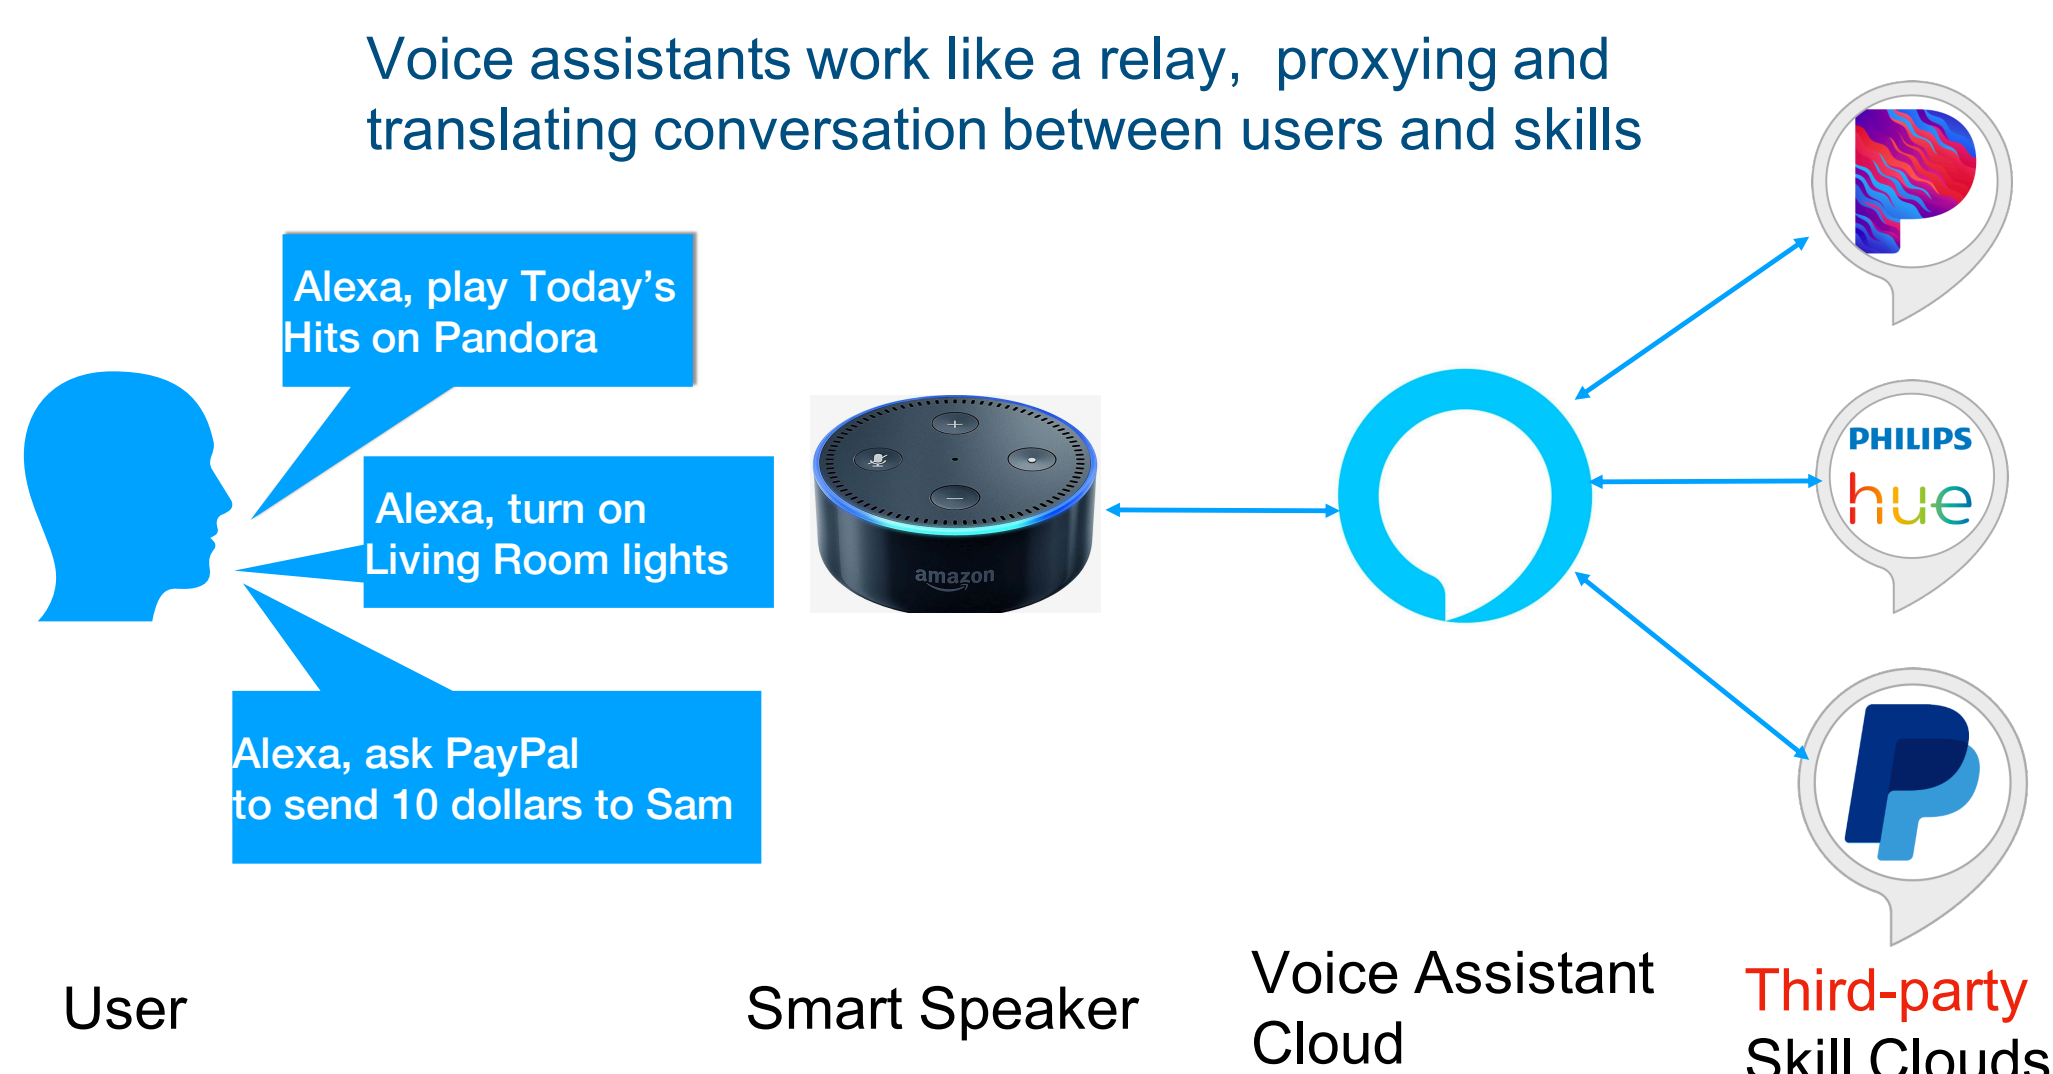 Voice assistants work like a relay,  proxying and
translating conversation between users and skills
Alexa, play Today’s
Hits on Pandora
Alexa, turn on
Living Room lights
Alexa, ask PayPal
to send 10 dollars to Sam
amazon
PHILIPS
hue
User
Smart Speaker
Voice Assistant
Cloud
Third-party
Skill Clouds